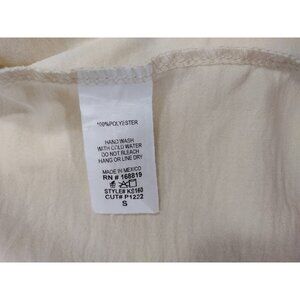 100%POLYESTER
HAND WASH
WITH COLD WATER
DO NOT BLEACH
HANG OR LINE DRY
MADE IN MEXICO
RN # 168819
STYLE# KS160
CUT# P1222
S